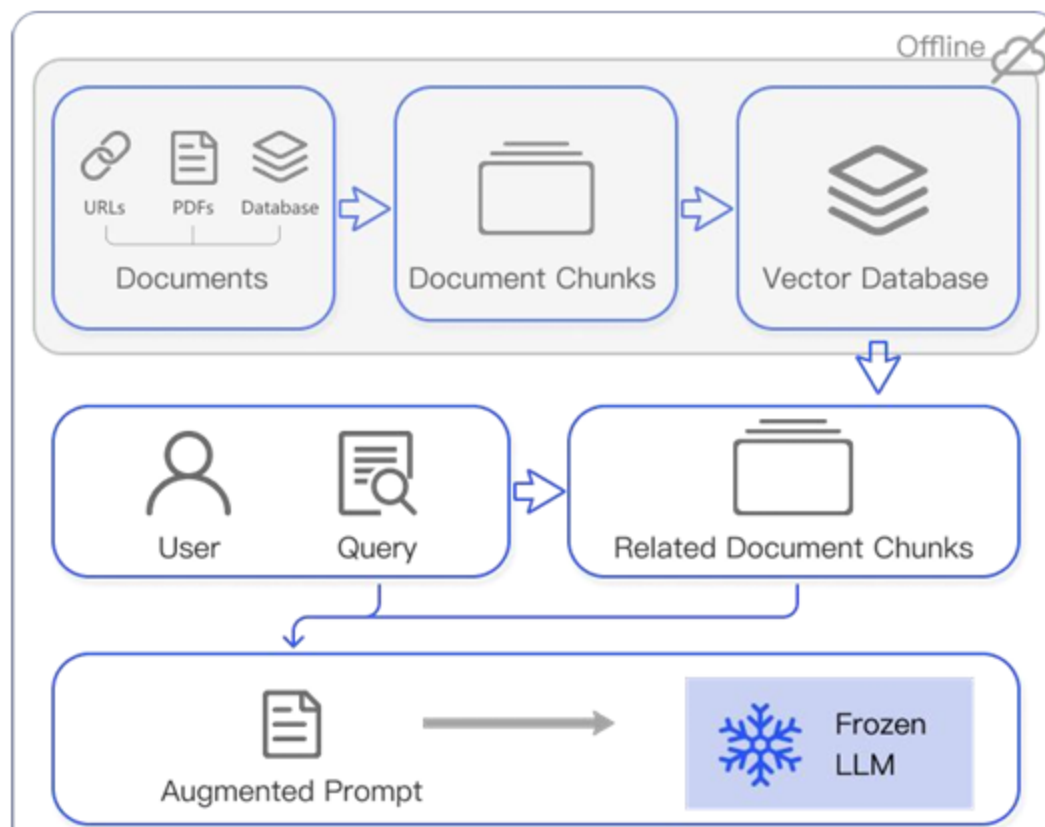 Offline
URLs PDFs Database
Documents
Document Chunks
Vector Database
User
Query
Related Document Chunks
Augmented Prompt
Frozen
LLM